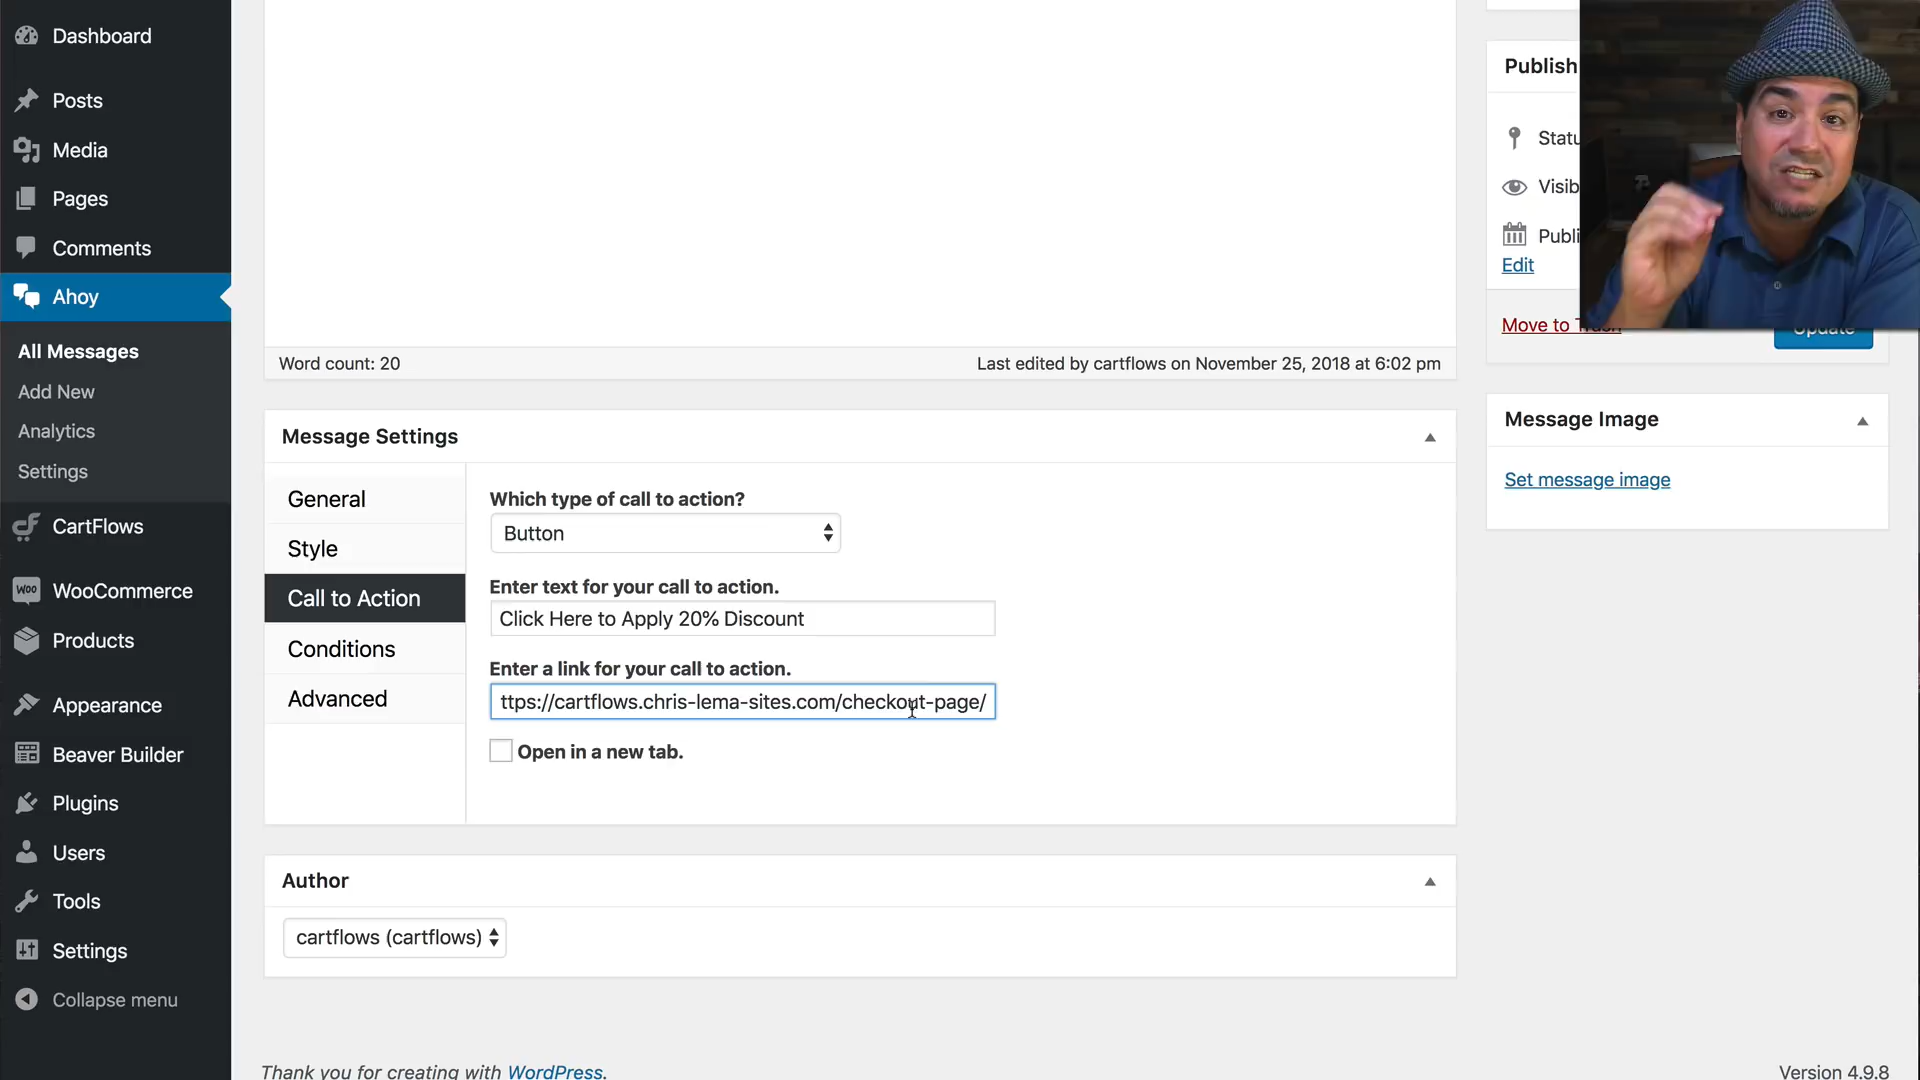 Dashboard
Posts
Media
Pages
Comments
Ahoy
All Messages
Add New
Analytics
Settings
CartFlows
WooCommerce
Products
Appearance
Beaver Builder
Plugins
Users
Tools
Settings
Collapse menu
Word count: 20
Last edited by cartflows on November 25, 2018 at 6:02 pm
Message Settings
General
Style
Call to Action
Conditions
Advanced
Which type of call to action?
Button
Enter text for your call to action.
Click Here to Apply 20% Discount
Enter a link for your call to action.
ttps://cartflows.chris-lema-sites.com/checkout-page/
Open in a new tab.
Author
cartflows (cartflows)
Thank you for creating with WordPress.
Version 4.9.8
Publish
Statu
Visib
Publi
Edit
Move to Trash
Update
Message Image
Set message image